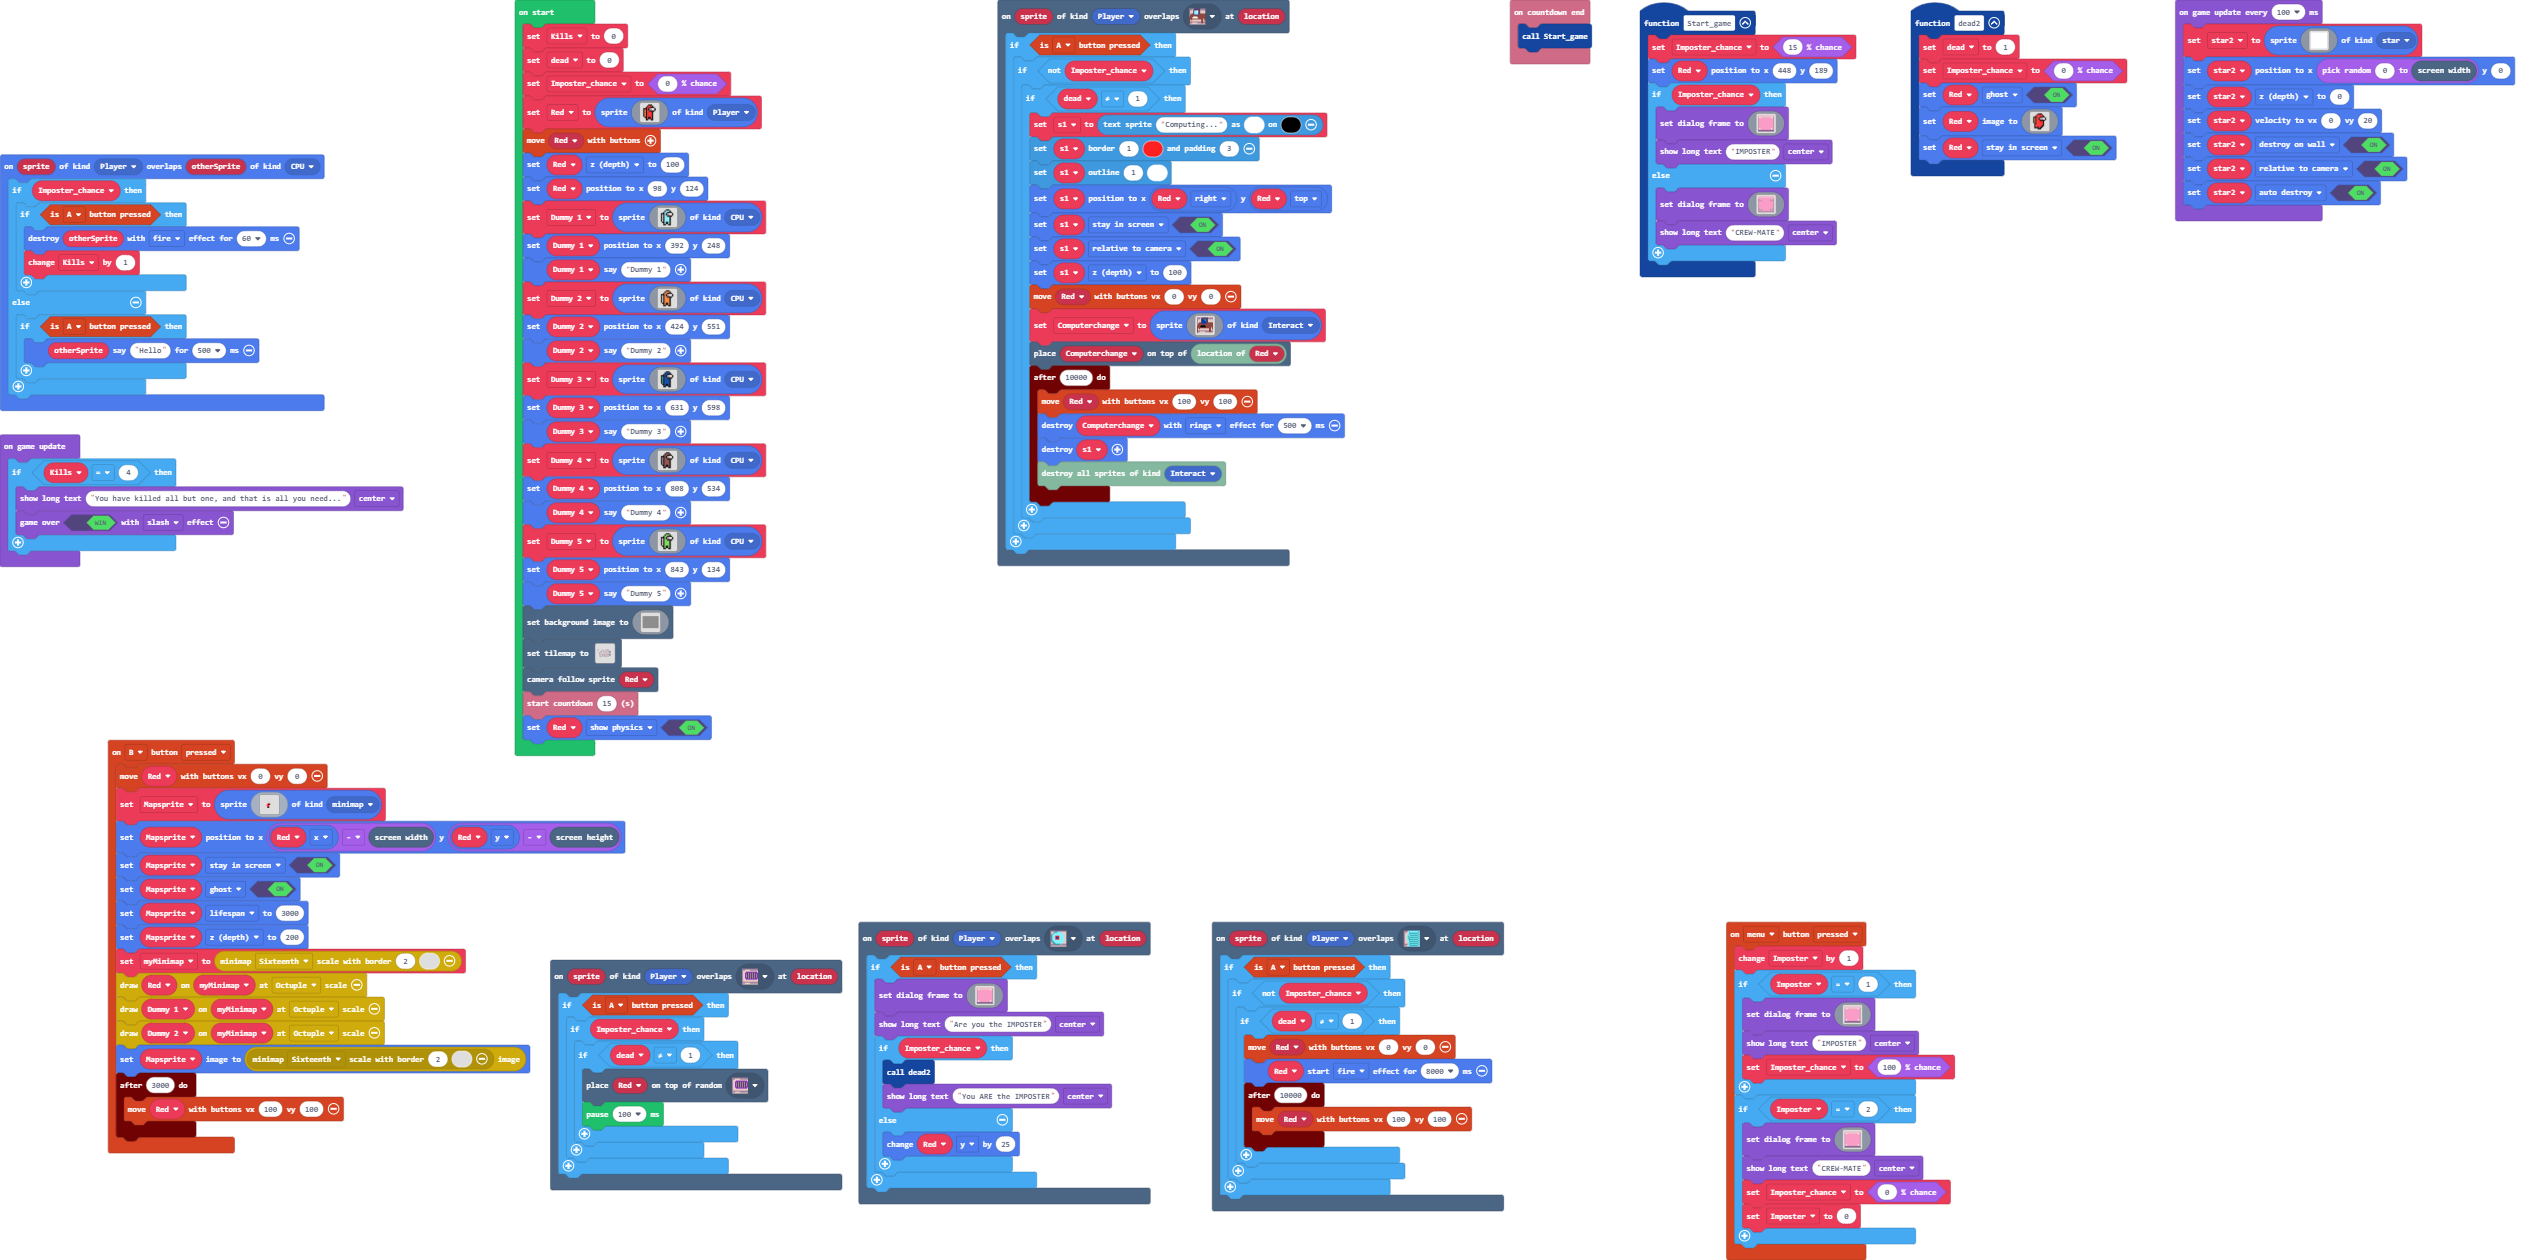 on sprite of kind Player overlaps otherSprite of kind CPU
if Imposter_chance then
if is A button pressed then
destroy otherSprite with fire effect for 60 ms
change Kills by 1
else
if is A button pressed then
otherSprite say "Hello" for 500 ms
on game update
if Kills = 4 then
show long text "You have killed all but one, and that is all you need..." center
game over WIN with slash effect
on start
set Kills to 0
set dead to 0
set Imposter_chance to 0 % chance
set Red to sprite of kind Player
move Red with buttons
set Red z (depth) to 100
set Red position to x 98 y 124
set Dummy 1 to sprite of kind CPU
set Dummy 1 position to x 392 y 248
Dummy 1 say "Dummy 1"
set Dummy 2 to sprite of kind CPU
set Dummy 2 position to x 424 y 551
Dummy 2 say "Dummy 2"
set Dummy 3 to sprite of kind CPU
set Dummy 3 position to x 631 y 598
Dummy 3 say "Dummy 3"
set Dummy 4 to sprite of kind CPU
set Dummy 4 position to x 808 y 534
Dummy 4 say "Dummy 4"
set Dummy 5 to sprite of kind CPU
set Dummy 5 position to x 843 y 134
Dummy 5 say "Dummy 5"
set background image to
set tilemap to
camera follow sprite Red
start countdown 15 (s)
set Red show physics ON
on sprite of kind Player overlaps at location
if is A button pressed then
if not Imposter_chance then
if dead ≠ 1 then
set s1 to text sprite "Computing..." as on
set s1 border 1 and padding 3
set s1 outline 1
set s1 position to x Red right y Red top
set s1 stay in screen ON
set s1 relative to camera ON
set s1 z (depth) to 100
move Red with buttons vx 0 vy 0
set Computerchange to sprite of kind Interact
place Computerchange on top of location of Red
after 10000 do
move Red with buttons vx 100 vy 100
destroy Computerchange with rings effect for 500 ms
destroy s1
destroy all sprites of kind Interact
on countdown end
call Start_game
function Start_game
set Imposter_chance to 15 % chance
set Red position to x 448 y 189
if Imposter_chance then
set dialog frame to
show long text "IMPOSTER" center
else
set dialog frame to
show long text "CREW-MATE" center
function dead2
set dead to 1
set Imposter_chance to 0 % chance
set Red ghost ON
set Red image to
set Red stay in screen ON
on game update every 100 ms
set star2 to sprite of kind star
set star2 position to x pick random 0 to screen width y 0
set star2 z (depth) to 0
set star2 velocity to vx 0 vy 20
set star2 destroy on wall ON
set star2 relative to camera ON
set star2 auto destroy ON
on B button pressed
move Red with buttons vx 0 vy 0
set Mapsprite to sprite of kind minimap
set Mapsprite position to x Red x - screen width y Red y - screen height
set Mapsprite stay in screen ON
set Mapsprite ghost ON
set Mapsprite lifespan to 3000
set Mapsprite z (depth) to 200
set myMinimap to minimap Sixteenth scale with border 2
draw Red on myMinimap at Octuple scale
draw Dummy 1 on myMinimap at Octuple scale
draw Dummy 2 on myMinimap at Octuple scale
set Mapsprite image to minimap Sixteenth scale with border 2 image
after 3000 do
move Red with buttons vx 100 vy 100
on sprite of kind Player overlaps at location
if is A button pressed then
if Imposter_chance then
if dead ≠ 1 then
place Red on top of random
pause 100 ms
on sprite of kind Player overlaps at location
if is A button pressed then
set dialog frame to
show long text "Are you the IMPOSTER" center
if Imposter_chance then
call dead2
show long text "You ARE the IMPOSTER" center
else
change Red y by 25
on sprite of kind Player overlaps at location
if is A button pressed then
if not Imposter_chance then
if dead ≠ 1 then
move Red with buttons vx 0 vy 0
Red start fire effect for 8000 ms
after 10000 do
move Red with buttons vx 100 vy 100
on menu button pressed
change Imposter by 1
if Imposter = 1 then
set dialog frame to
show long text "IMPOSTER" center
set Imposter_chance to 100 % chance
if Imposter = 2 then
set dialog frame to
show long text "CREW-MATE" center
set Imposter_chance to 0 % chance
set Imposter to 0